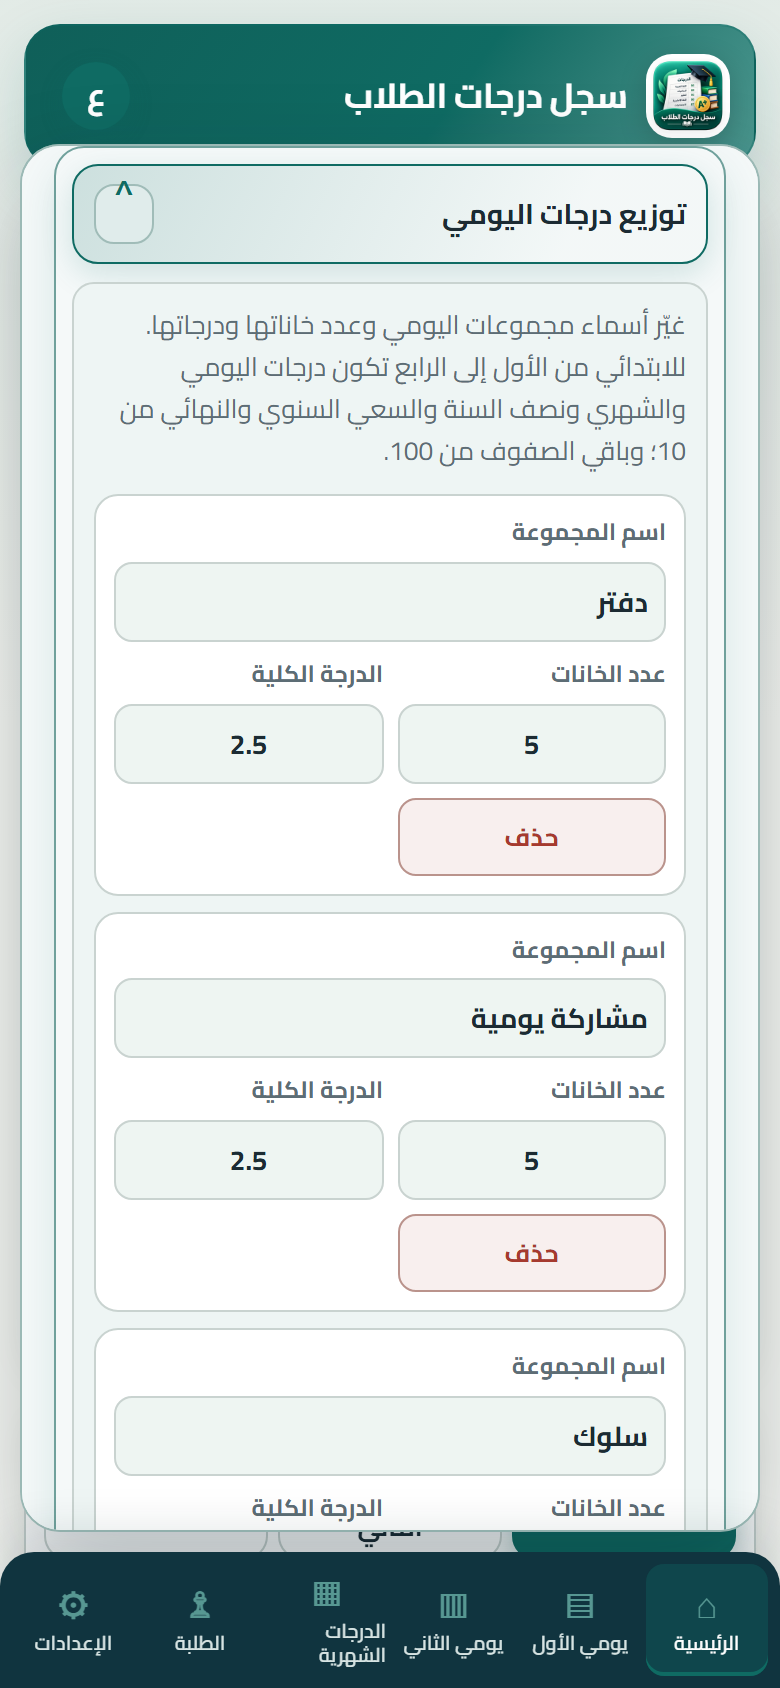 سجل درجات الطلاب
ع
توزيع درجات اليومي
غيّر أسماء مجموعات اليومي وعدد خاناتها ودرجاتها.
للابتدائي من الأول إلى الرابع تكون درجات اليومي
والشهري ونصف السنة والسعي السنوي والنهائي من
10؛ وباقي الصفوف من 100.
اسم المجموعة
دفتر
عدد الخانات
الدرجة الكلية
5
2.5
حذف
اسم المجموعة
مشاركة يومية
عدد الخانات
الدرجة الكلية
5
2.5
حذف
اسم المجموعة
سلوك
عدد الخانات
الدرجة الكلية
الرئيسية
يومي الأول
يومي الثاني
الدرجات
الشهرية
الطلبة
الإعدادات